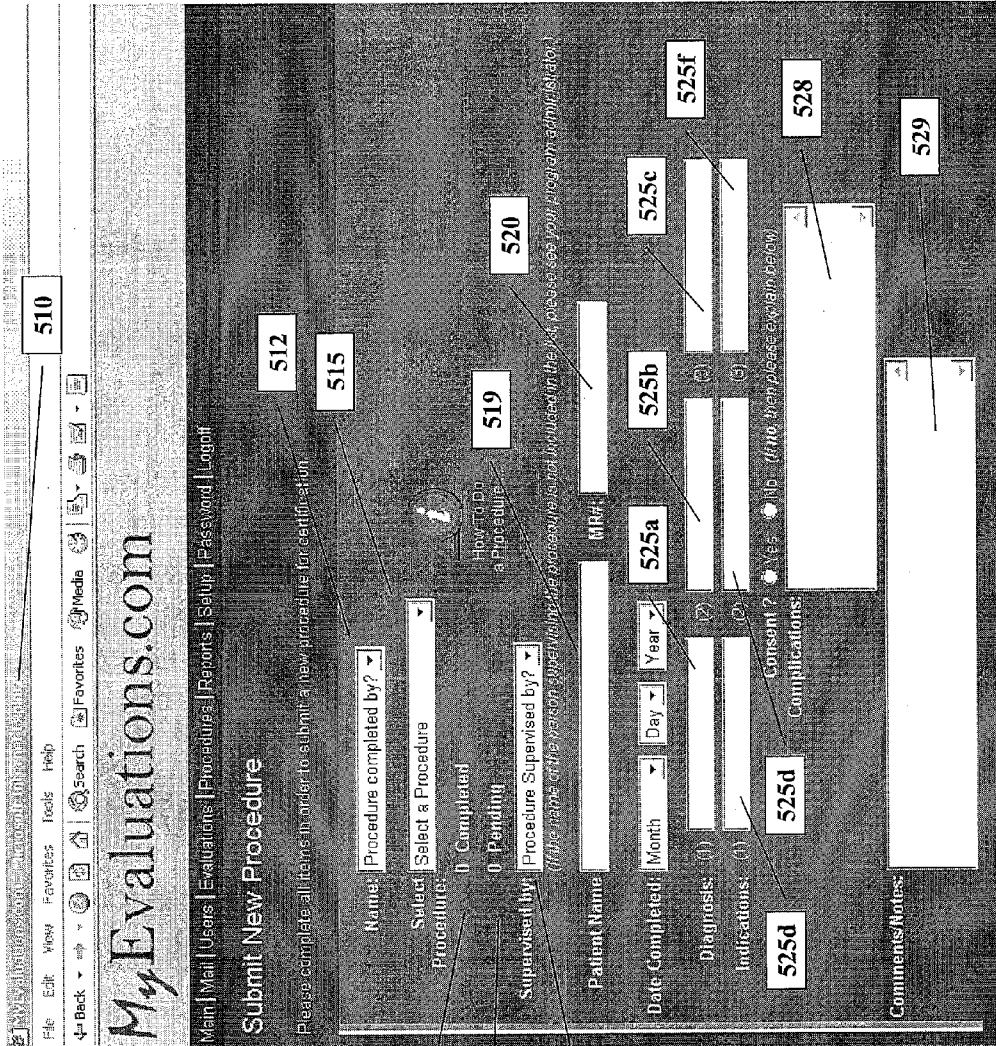 510
File Edit View Favorites Tools Help
Back Search Favorites Media
MyEvaluations.com
Main | Mail | Users | Evaluations | Procedures | Reports | Setup | Password | Logoff
Submit New Procedure
Please complete all items in order to submit a new procedure for certification
512
Name: Procedure completed by?
515
Select Procedure: Select a Procedure
i
How To Do a Procedure
0 Completed
0 Pending
519
520
Supervised by: Procedure Supervised by?
(If the name of the person supervising the procedure is not included in the list, please see your program administrator)
Patient Name MR#:
525a
525b
525c
525f
Date Completed: Month Day Year
Diagnosis: (1) (2) (3)
Indications: (1) (2) (3)
525d
525d
Consent? Yes No (If no, then please explain below)
Complications:
528
529
Comments/Notes: